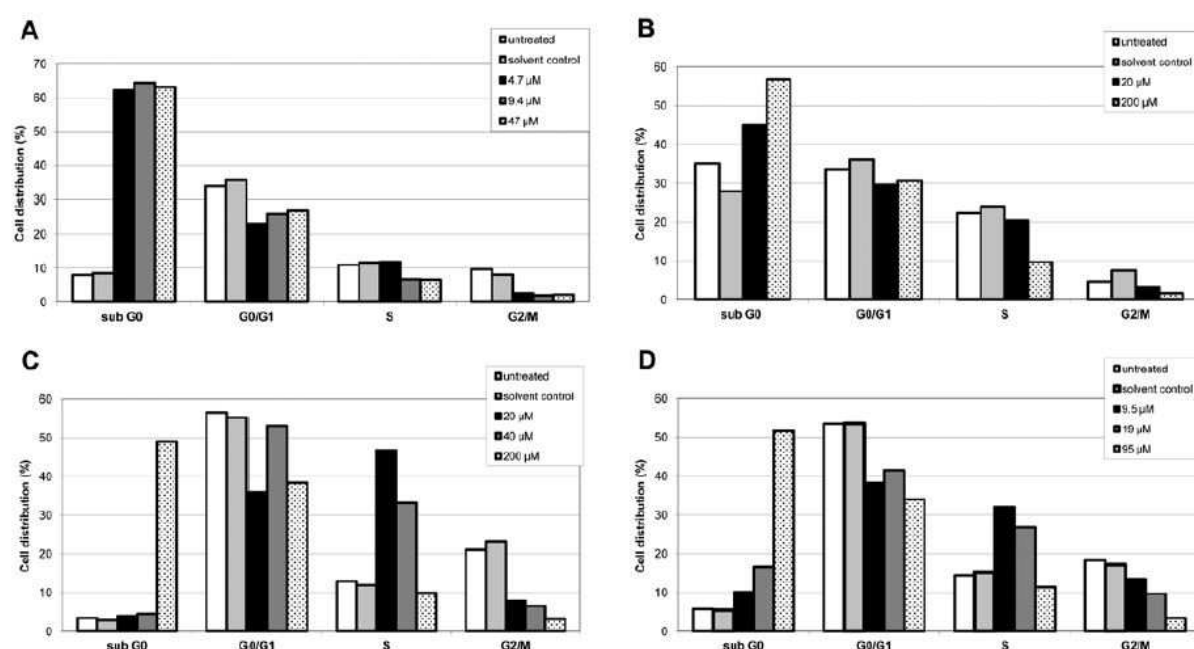 A
untreated
solvent control
4.7 µM
9.4 µM
47 µM
Cell distribution (%)
70
60
50
40
30
20
10
0
sub G0 G0/G1 S G2/M
B
untreated
solvent control
20 µM
200 µM
Cell distribution (%)
60
50
40
30
20
10
0
sub G0 G0/G1 S G2/M
C
untreated
solvent control
20 µM
40 µM
200 µM
Cell distribution (%)
60
50
40
30
20
10
0
sub G0 G0/G1 S G2/M
D
untreated
solvent control
9.5 µM
19 µM
95 µM
Cell distribution (%)
60
50
40
30
20
10
0
sub G0 G0/G1 S G2/M